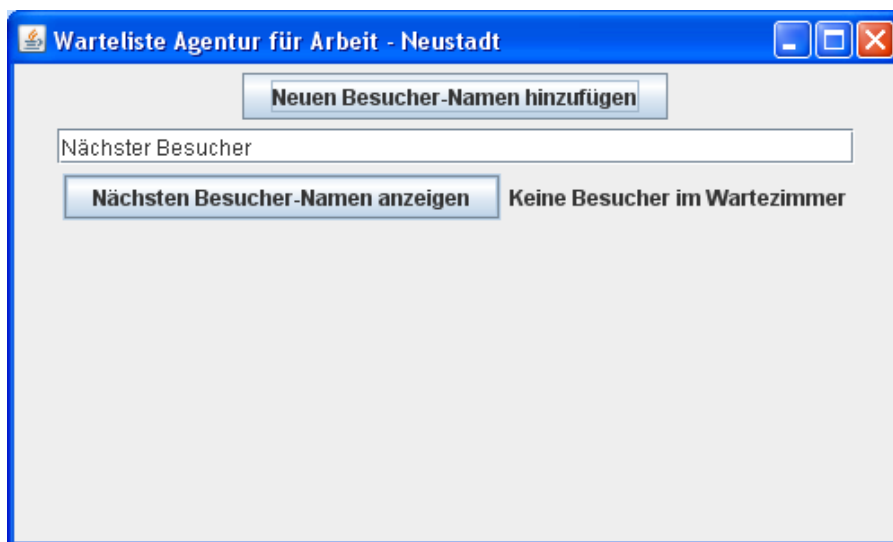 Warteliste Agentur für Arbeit - Neustadt
Neuen Besucher-Namen hinzufügen
Nächster Besucher
Nächsten Besucher-Namen anzeigen Keine Besucher im Wartezimmer